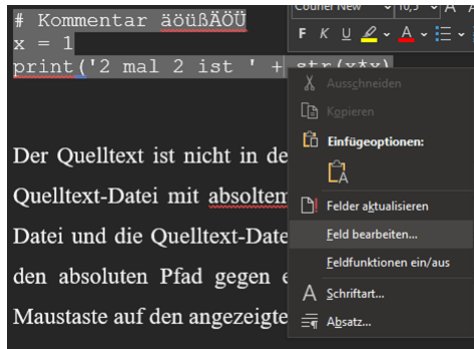 # Kommentar äöüßÄÖÜ
x = 1
print('2 mal 2 ist ' + str(x*x)
Courier New 10,5 A A
F K U A
Ausschneiden
Kopieren
Einfügeoptionen:
A
Felder aktualisieren
Feld bearbeiten...
Feldfunktionen ein/aus
A Schriftart...
Absatz...
Der Quelltext ist nicht in de
Quelltext-Datei mit absoltem
Datei und die Quelltext-Date
den absoluten Pfad gegen e
Maustaste auf den angezeigte